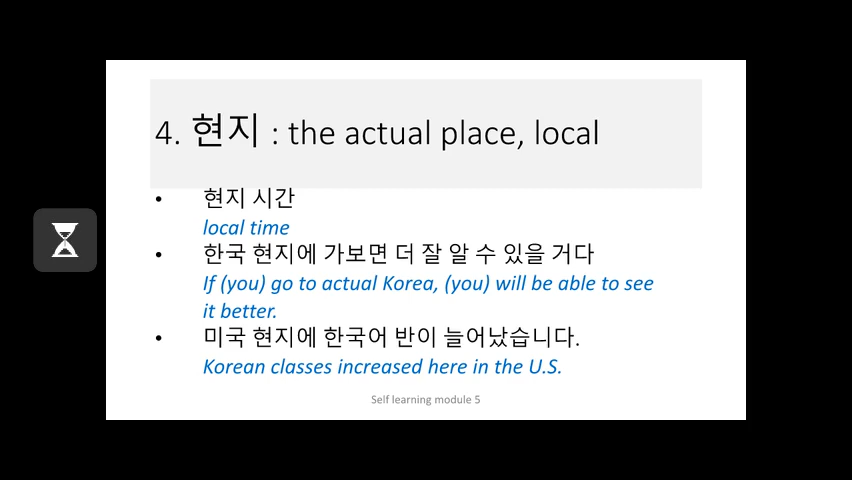 4. 현지 : the actual place, local
• 현지 시간
local time
• 한국 현지에 가보면 더 잘 알 수 있을 거다
If (you) go to actual Korea, (you) will be able to see
it better.
• 미국 현지에 한국어 반이 늘어났습니다.
Korean classes increased here in the U.S.
Self learning module 5